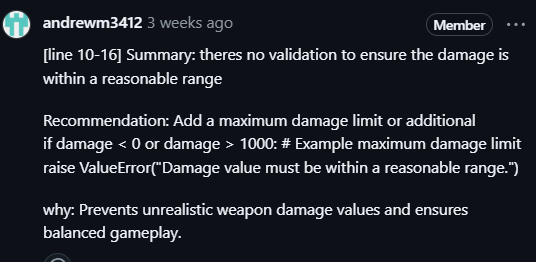 andrewm3412 3 weeks ago Member ...
[line 10-16] Summary: theres no validation to ensure the damage is
within a reasonable range
Recommendation: Add a maximum damage limit or additional
if damage < 0 or damage > 1000: # Example maximum damage limit
raise ValueError("Damage value must be within a reasonable range.")
why: Prevents unrealistic weapon damage values and ensures
balanced gameplay.